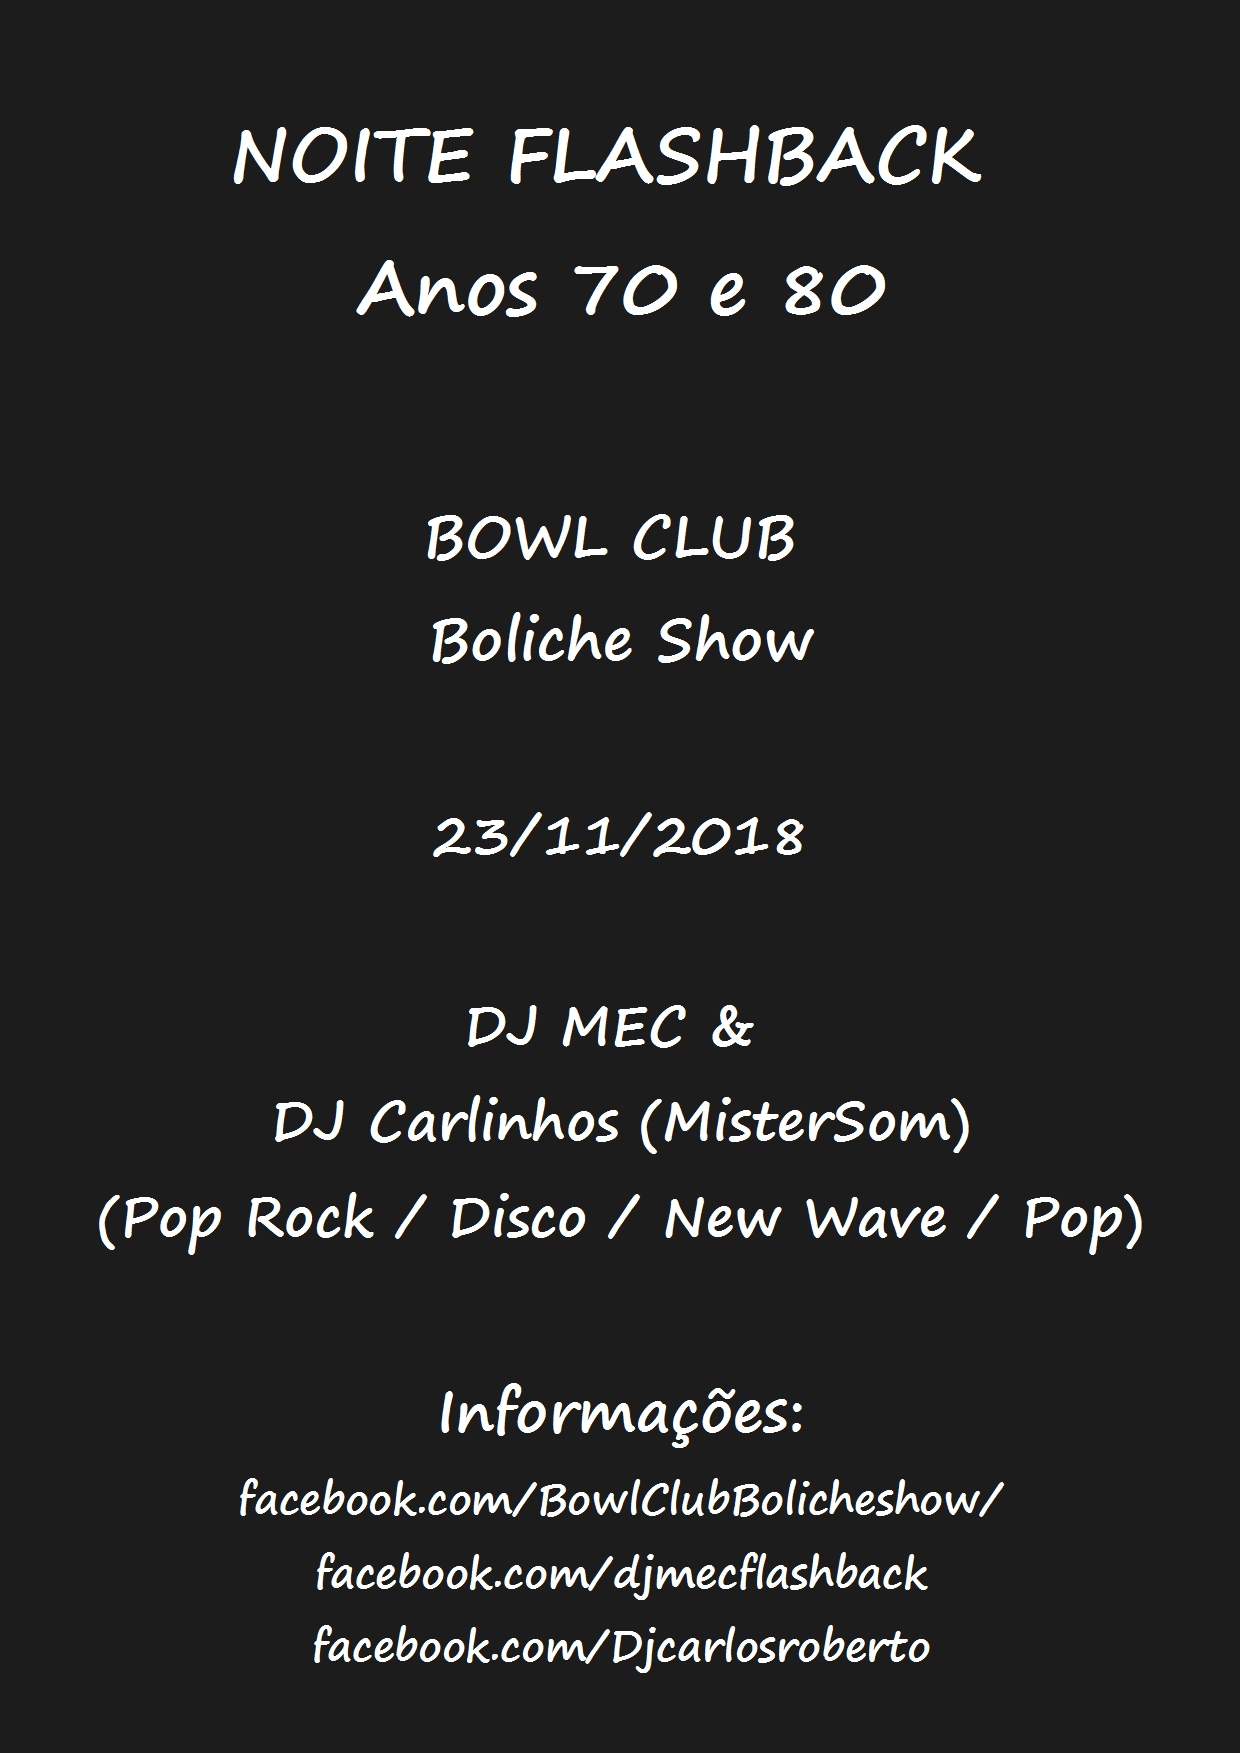 NOITE FLASHBACK
Anos 70 e 80
BOWL CLUB
Boliche Show
23/11/2018
DJ MEC &
DJ Carlinhos (MisterSom)
(Pop Rock / Disco / New Wave / Pop)
Informações:
facebook.com/BowlClubBolicheshow/
facebook.com/djmecflashback
facebook.com/Djcarlosroberto